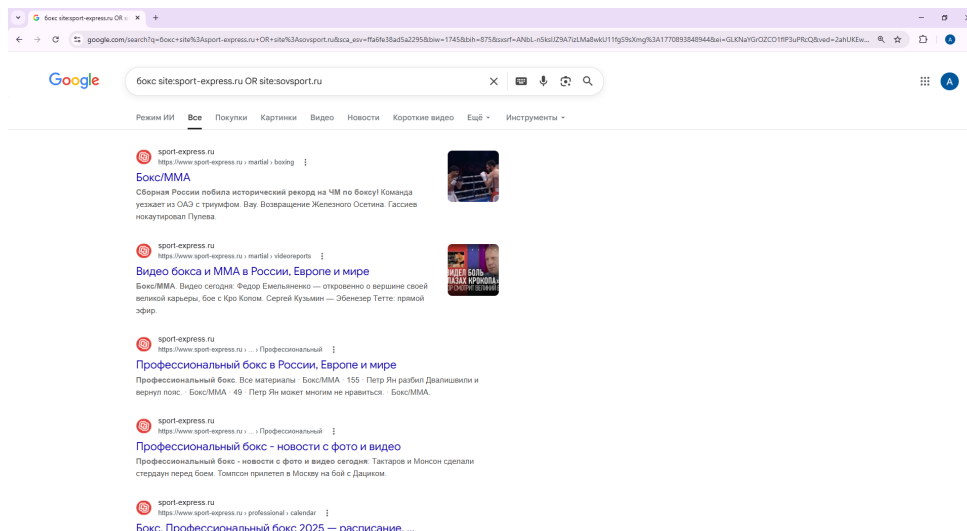 бокс site:sport-express.ru OR si
google.com/search?q=бокс+site%3Asport-express.ru+OR+site%3Asovsport.ru&sca_esv=ffa6fe38ad5a2295&biw=1745&bih=875&sxsrf=
Google
бокс site:sport-express.ru OR site:sovsport.ru
A
Режим ИИ Все Покупки Картинки Видео Новости Короткие видео Ещё Инструменты
sport-express.ru
https://www.sport-express.ru › martial › boxing
Бокс/ММА
Сборная России побила исторический рекорд на ЧМ по боксу! Команда
уезжает из ОАЭ с триумфом. Вау. Возвращение Железного Осетина. Гассиев
нокаутировал Пулева.
sport-express.ru
https://www.sport-express.ru › martial › videoreports
Видео бокса и ММА в России, Европе и мире
Бокс/ММА. Видео сегодня: Федор Емельяненко — откровенно о вершине своей
великой карьеры, бое с Кро Копом. Сергей Кузьмин — Эбенезер Тетте: прямой
эфир.
ИДЕЛ БОЛЬ
ЛАЗАХ КРОКОПА
sport-express.ru
https://www.sport-express.ru › ... › Профессиональный
Профессиональный бокс в России, Европе и мире
Профессиональный бокс. Все материалы · Бокс/ММА · 155 · Петр Ян разбил Двалишвили и
вернул пояс. · Бокс/ММА · 49 · Петр Ян может многим не нравиться. · Бокс/ММА.
sport-express.ru
https://www.sport-express.ru › ... › Профессиональный
Профессиональный бокс - новости с фото и видео
Профессиональный бокс - новости с фото и видео сегодня: Тактаров и Монсон сделали
стердаун перед боем. Томпсон прилетел в Москву на бой с Дациком.
sport-express.ru
https://www.sport-express.ru › professional › calendar
Бокс. Профессиональный бокс 2025 — расписание, ...